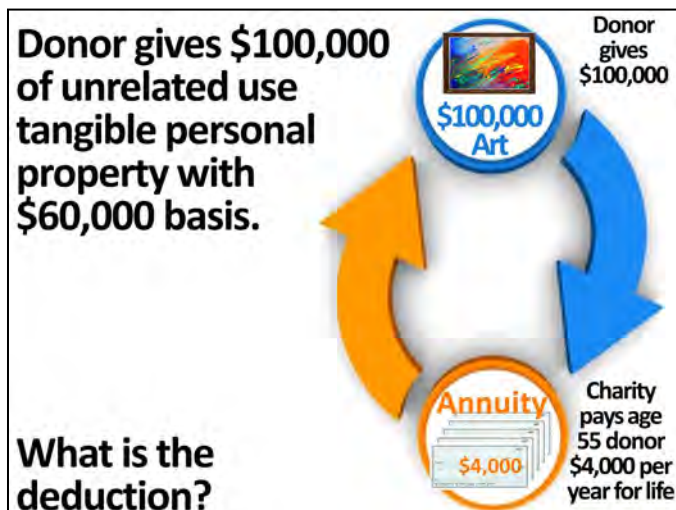 Donor gives $100,000
of unrelated use
tangible personal
property with
$60,000 basis.
What is the
deduction?
$100,000
Art
Donor
gives
$100,000
Annuity
$4,000
Charity
pays age
55 donor
$4,000 per
year for life